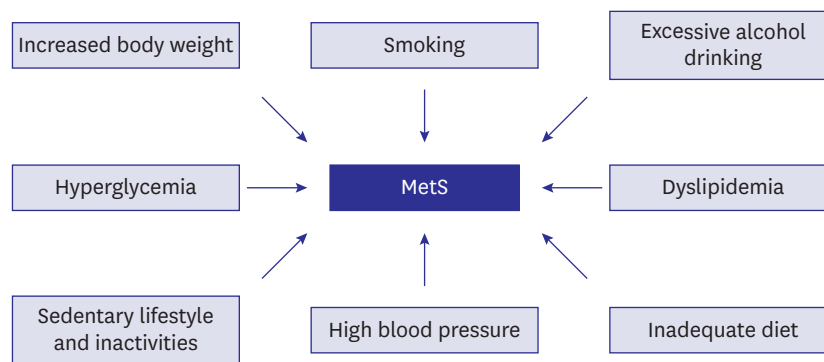 Increased body weight
Smoking
Excessive alcohol
drinking
Hyperglycemia
MetS
Dyslipidemia
Sedentary lifestyle
and inactivities
High blood pressure
Inadequate diet